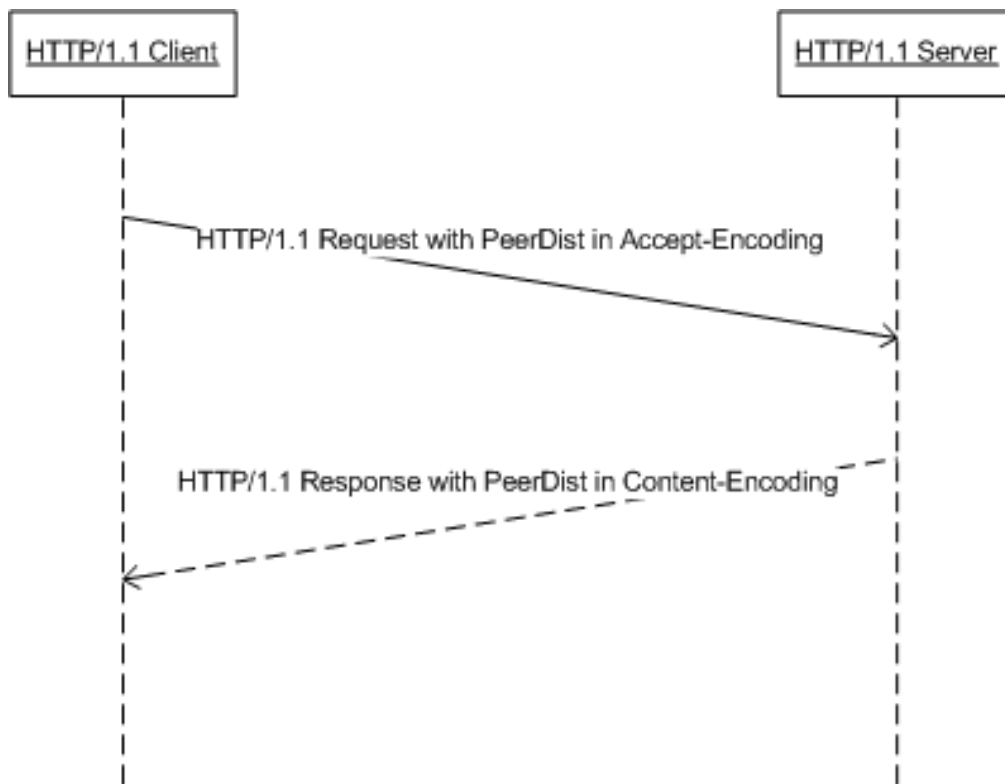 HTTP/1.1 Client
HTTP/1.1 Server
HTTP/1.1 Request with PeerDist in Accept-Encoding
HTTP/1.1 Response with PeerDist in Content-Encoding